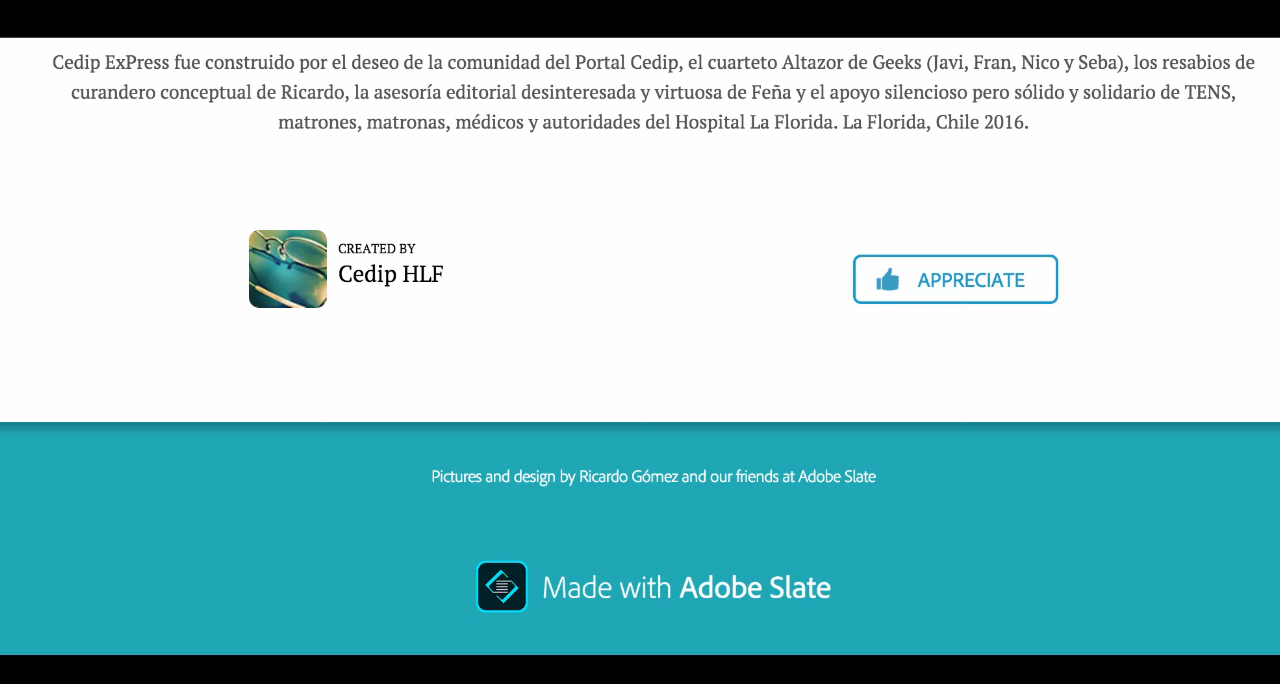 Cedip ExPress fue construido por el deseo de la comunidad del Portal Cedip, el cuarteto Altazor de Geeks (Javi, Fran, Nico y Seba), los resabios de
curandero conceptual de Ricardo, la asesoría editorial desinteresada y virtuosa de Feña y el apoyo silencioso pero sólido y solidario de TENS,
matrones, matronas, médicos y autoridades del Hospital La Florida. La Florida, Chile 2016.
CREATED BY
Cedip HLF
APPRECIATE
Pictures and design by Ricardo Gómez and our friends at Adobe Slate
Made with Adobe Slate